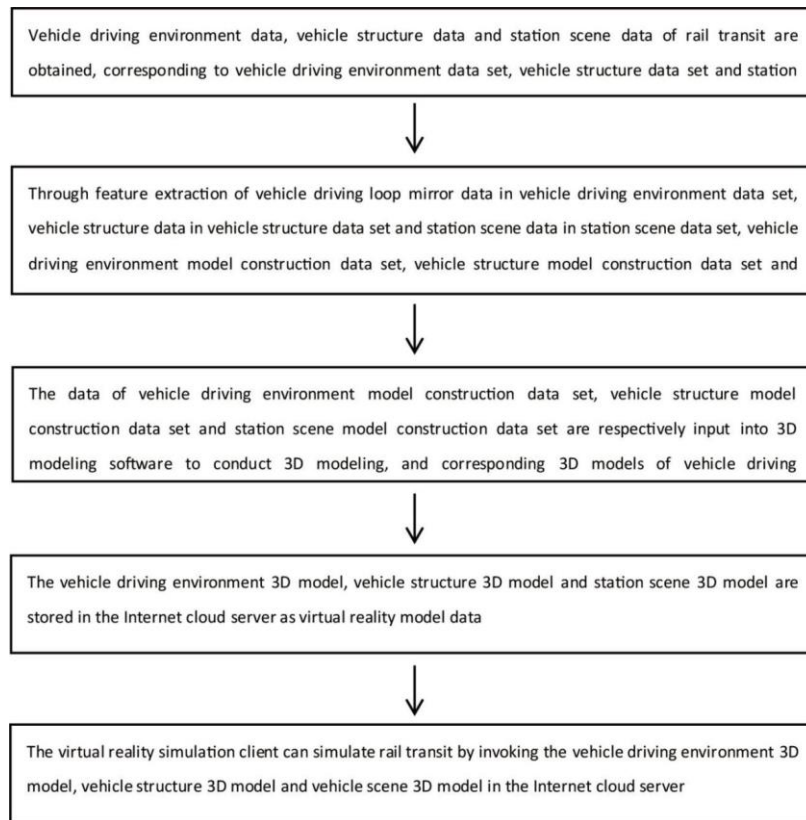 Vehicle driving environment data, vehicle structure data and station scene data of rail transit are
obtained, corresponding to vehicle driving environment data set, vehicle structure data set and station
Through feature extraction of vehicle driving loop mirror data in vehicle driving environment data set,
vehicle structure data in vehicle structure data set and station scene data in station scene data set, vehicle
driving environment model construction data set, vehicle structure model construction data set and
The data of vehicle driving environment model construction data set, vehicle structure model
construction data set and station scene model construction data set are respectively input into 3D
modeling software to conduct 3D modeling, and corresponding 3D models of vehicle driving
The vehicle driving environment 3D model, vehicle structure 3D model and station scene 3D model are
stored in the Internet cloud server as virtual reality model data
The virtual reality simulation client can simulate rail transit by invoking the vehicle driving environment 3D
model, vehicle structure 3D model and vehicle scene 3D model in the Internet cloud server